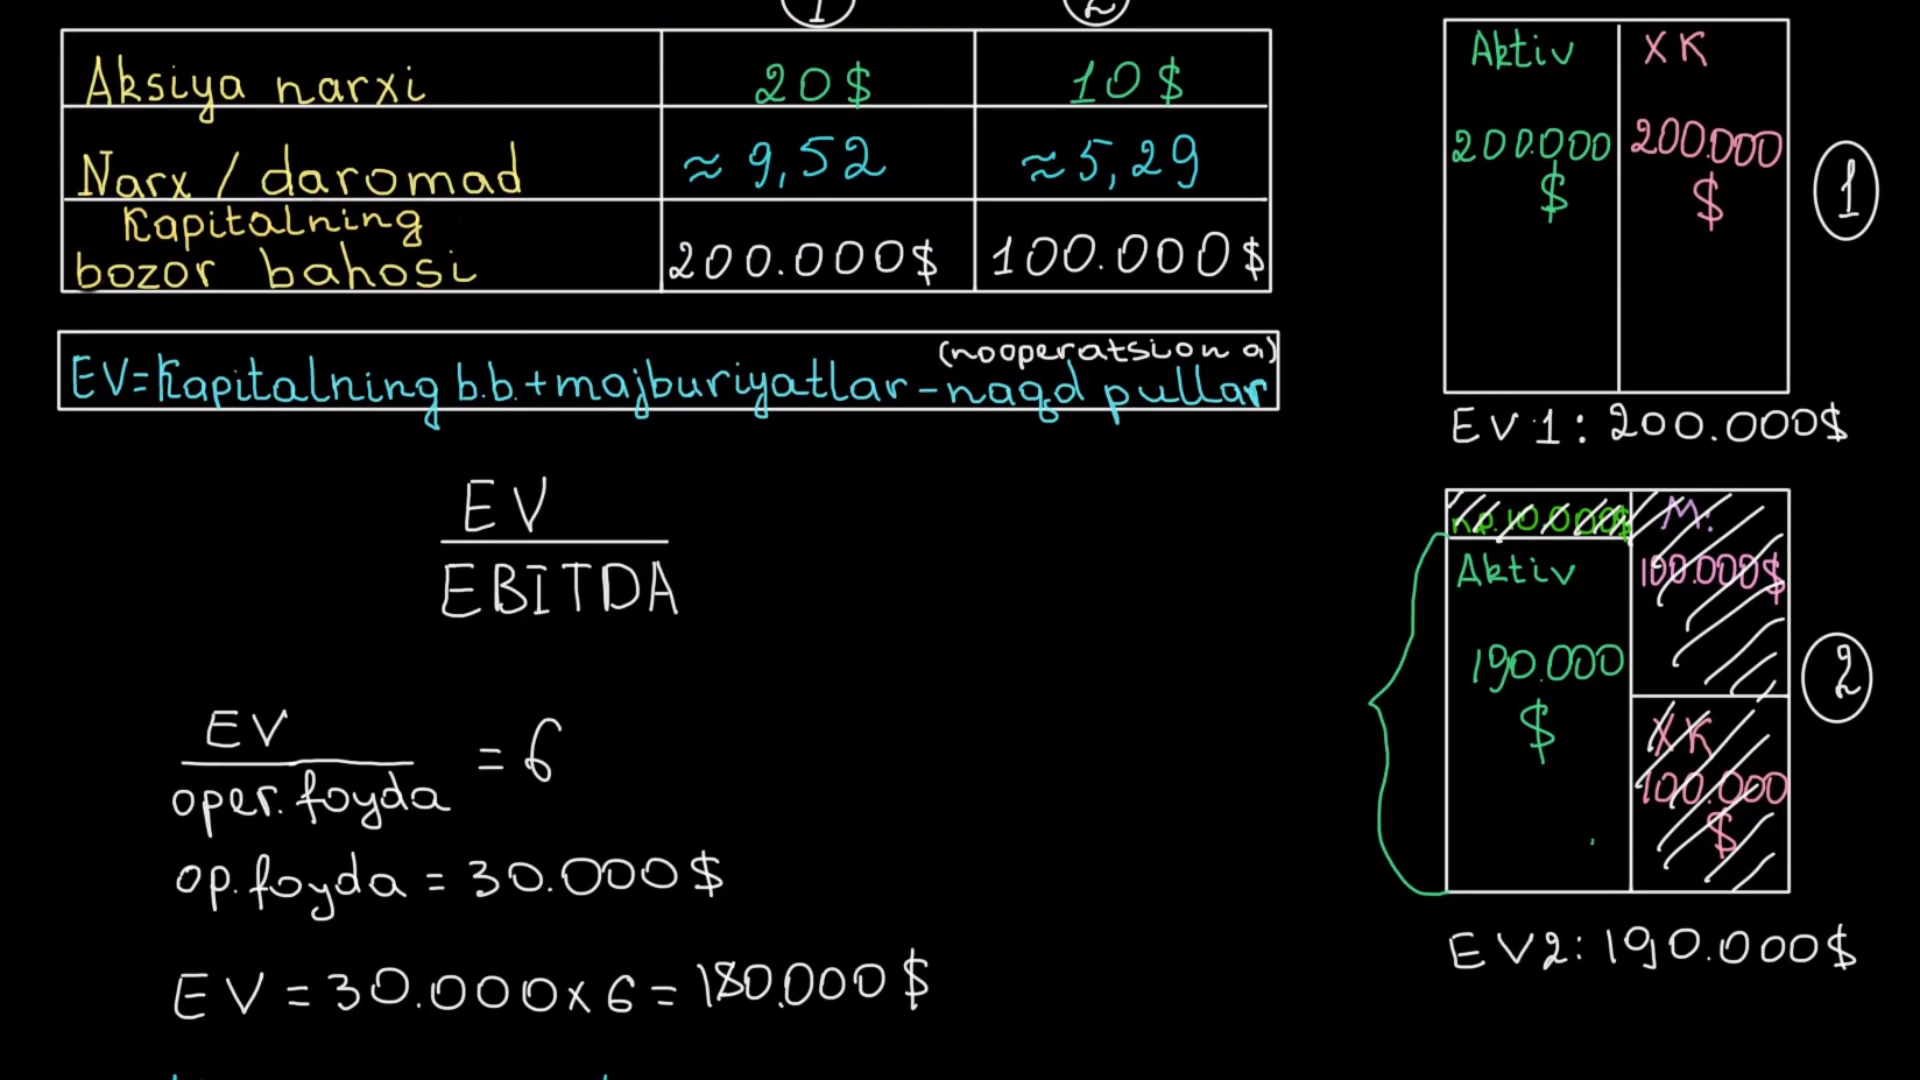 1 2
Aksiya narxi 20$ 10$
Narx / daromad ≈ 9,52 ≈ 5,29
Kapitalning
bozor bahosi 200.000$ 100.000$
(nooperatsion a)
EV=Kapitalning b.b.+majburiyatlar-naqd pullar
EV
EBITDA
EV
oper. foyda = 6
op. foyda = 30.000$
EV = 30.000 x 6 = 180.000 $
Aktiv XK
200.000 200.000
$ $
1
EV1: 200.000$
n.p. 10.000$ M:
100.000$
Aktiv
190.000
$
2
XK
100.000
$
EV2: 190.000$